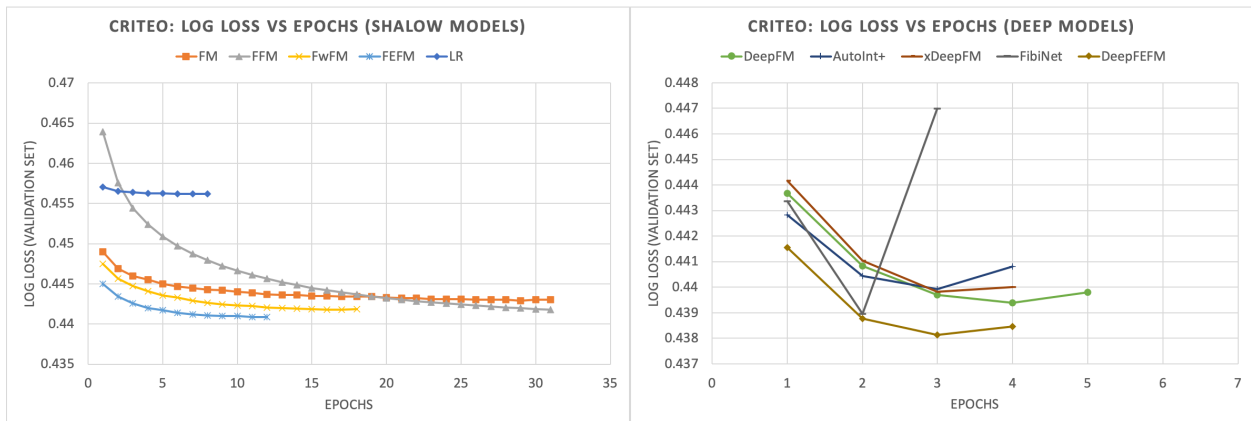 CRITEO: LOG LOSS VS EPOCHS (SHALOW MODELS)
FM FFM FwFM FEFM LR
LOG LOSS (VALIDATION SET)
0.47
0.465
0.46
0.455
0.45
0.445
0.44
0.435
0 5 10 15 20 25 30 35
EPOCHS
CRITEO: LOG LOSS VS EPOCHS (DEEP MODELS)
DeepFM AutoInt+ xDeepFM FibiNet DeepFEFM
LOG LOSS (VALIDATION SET)
0.448
0.447
0.446
0.445
0.444
0.443
0.442
0.441
0.44
0.439
0.438
0.437
0 1 2 3 4 5 6 7
EPOCHS